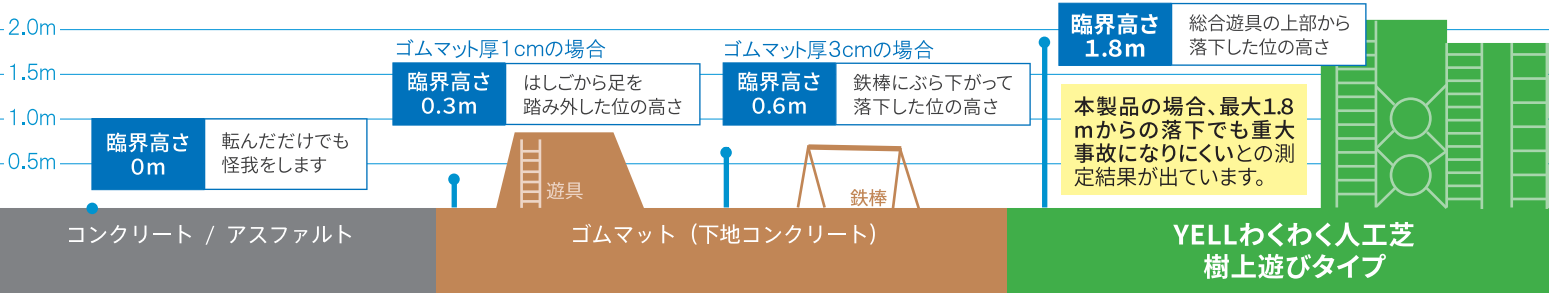 2.0m
1.5m
1.0m
0.5m
臨界高さ
0m
転んだだけでも
怪我をします
コンクリート / アスファルト
ゴムマット厚1cmの場合
臨界高さ
0.3m
はしごから足を
踏み外した位の高さ
遊具
ゴムマット厚3cmの場合
臨界高さ
0.6m
鉄棒にぶら下がって
落下した位の高さ
鉄棒
ゴムマット（下地コンクリート）
臨界高さ
1.8m
総合遊具の上部から
落下した位の高さ
本製品の場合、最大1.8
mからの落下でも重大
事故になりにくいとの測
定結果が出ています。
YELLわくわく人工芝
樹上遊びタイプ